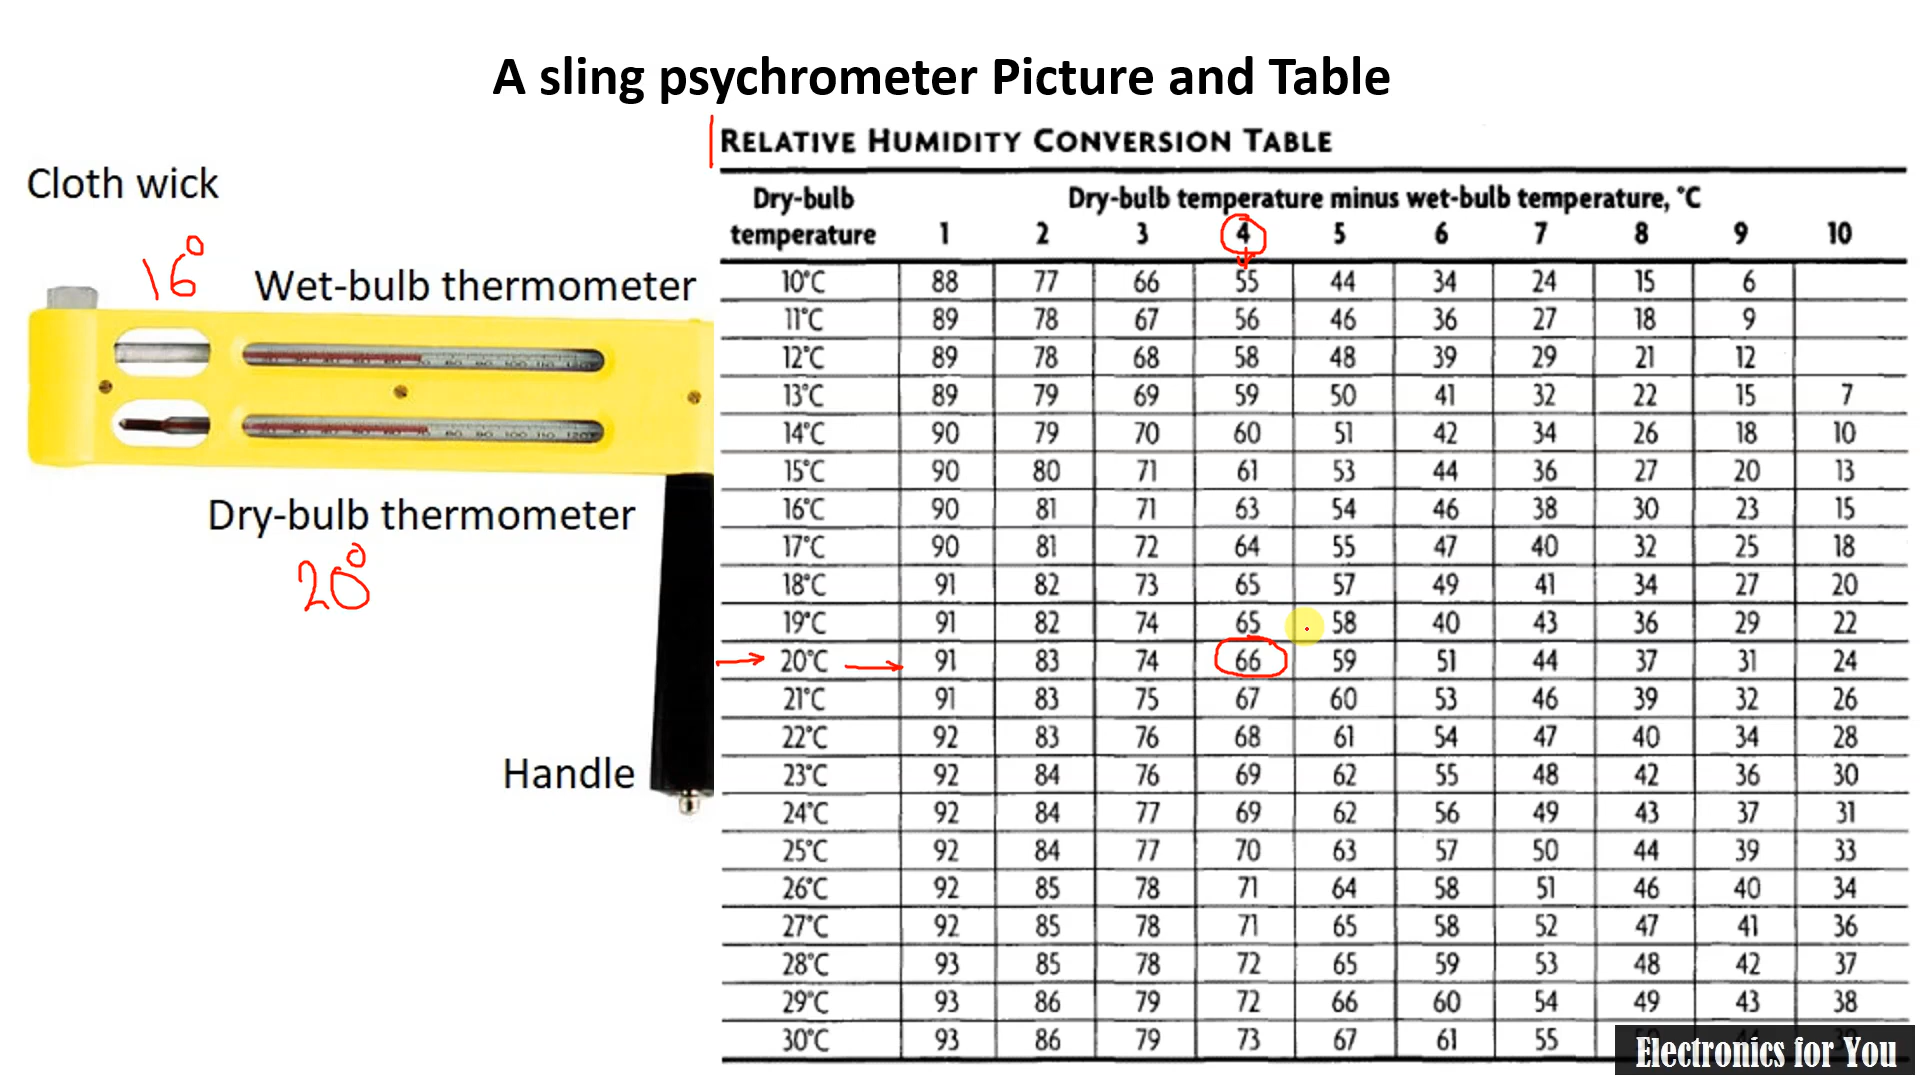 A sling psychrometer Picture and Table
Cloth wick
16°
Wet-bulb thermometer
Dry-bulb thermometer
20°
Handle
RELATIVE HUMIDITY CONVERSION TABLE
Dry-bulb temperature Dry-bulb temperature minus wet-bulb temperature, °C
1 2 3 4 5 6 7 8 9 10
10°C 88 77 66 55 44 34 24 15 6
11°C 89 78 67 56 46 36 27 18 9
12°C 89 78 68 58 48 39 29 21 12
13°C 89 79 69 59 50 41 32 22 15 7
14°C 90 79 70 60 51 42 34 26 18 10
15°C 90 80 71 61 53 44 36 27 20 13
16°C 90 81 71 63 54 46 38 30 23 15
17°C 90 81 72 64 55 47 40 32 25 18
18°C 91 82 73 65 57 49 41 34 27 20
19°C 91 82 74 65 58 40 43 36 29 22
20°C 91 83 74 66 59 51 44 37 31 24
21°C 91 83 75 67 60 53 46 39 32 26
22°C 92 83 76 68 61 54 47 40 34 28
23°C 92 84 76 69 62 55 48 42 36 30
24°C 92 84 77 69 62 56 49 43 37 31
25°C 92 84 77 70 63 57 50 44 39 33
26°C 92 85 78 71 64 58 51 46 40 34
27°C 92 85 78 71 65 58 52 47 41 36
28°C 93 85 78 72 65 59 53 48 42 37
29°C 93 86 79 72 66 60 54 49 43 38
30°C 93 86 79 73 67 61 55
Electronics for You